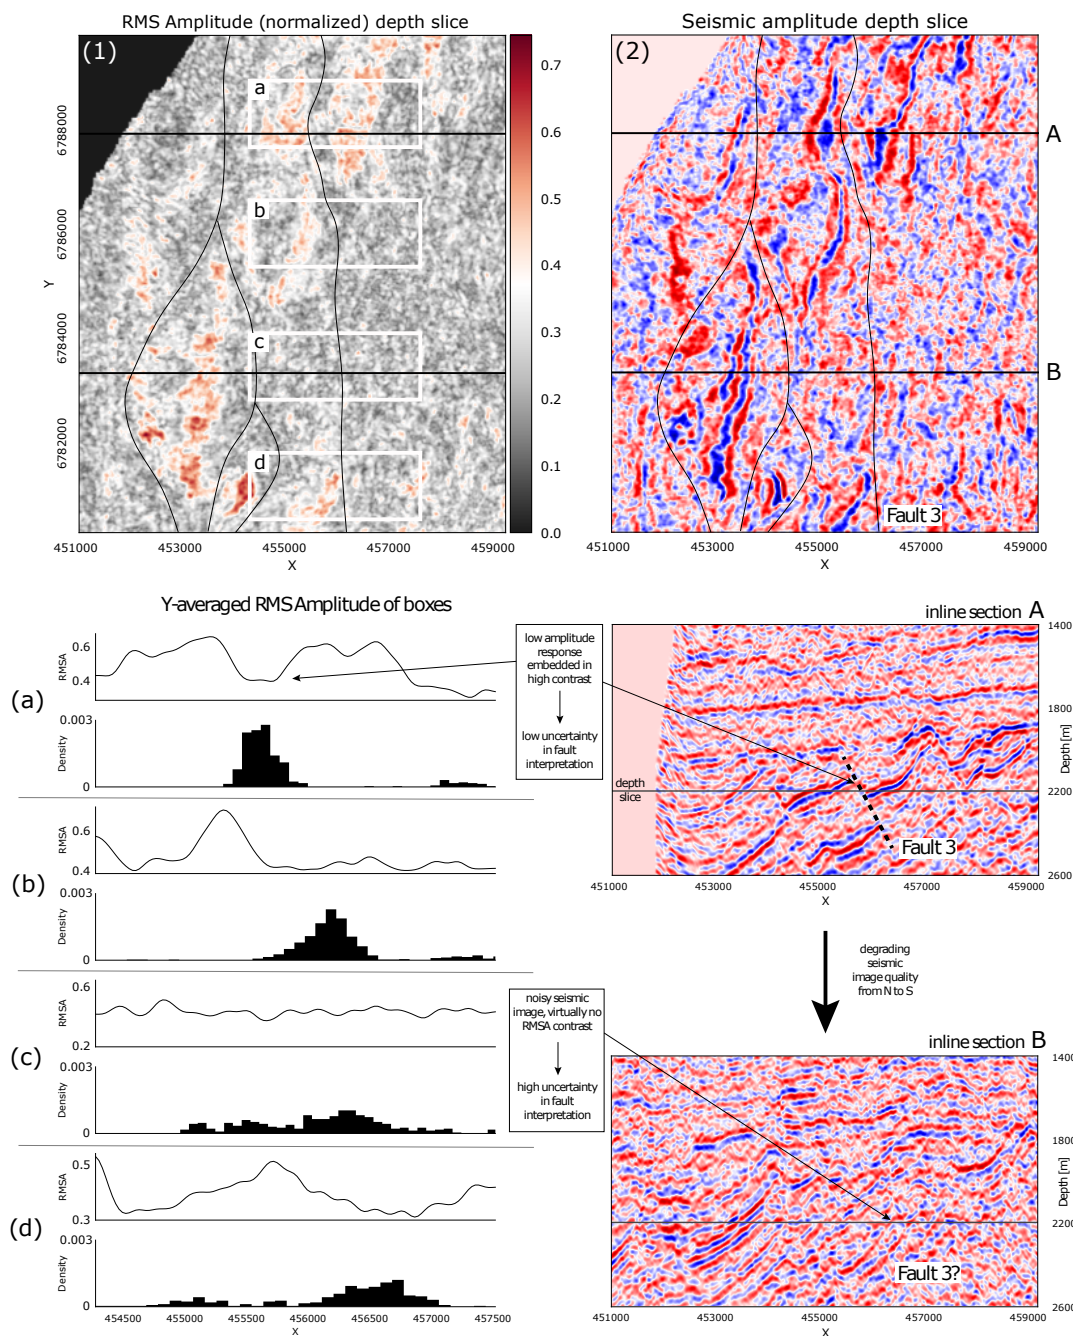 RMS Amplitude (normalized) depth slice
Seismic amplitude depth slice
(1)
(2)
a
b
c
d
A
B
Fault 3
Y
6788000
6786000
6784000
6782000
0.7
0.6
0.5
0.4
0.3
0.2
0.1
0.0
451000 453000 455000 457000 459000
X
451000 453000 455000 457000 459000
X
Y-averaged RMS Amplitude of boxes
(a)
RMSA
0.6
0.4
Density
0.003
0
(b)
RMSA
0.6
0.4
Density
0.003
0
(c)
RMSA
0.6
0.2
Density
0.003
0
(d)
RMSA
0.5
0.3
Density
0.003
0
454500 455000 455500 456000 456500 457000 457500
X
low amplitude
response
embedded in
high contrast
low uncertainty
in fault
interpretation
noisy seismic
image, virtually no
RMSA contrast
high uncertainty
in fault
interpretation
inline section A
1400
1800
2200
2600
Depth [m]
depth
slice
Fault 3
451000 453000 455000 457000 459000
X
degrading
seismic
image quality
from N to S
inline section B
1400
1800
2200
2600
Depth [m]
Fault 3?
451000 453000 455000 457000 459000
X